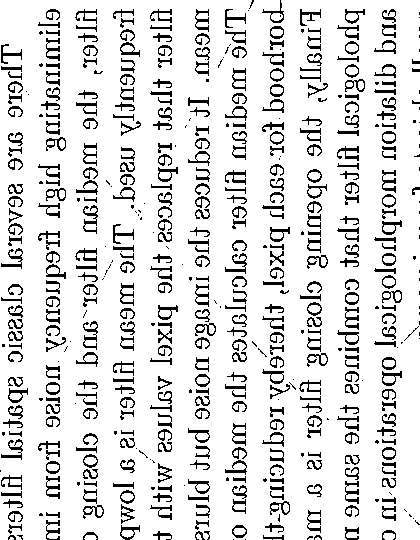 There are several classic spatial filters
eliminating high frequency noise from im
filter, the median filter and the closing o
frequently used. The mean filter is a lowp
filter that replaces the pixel values with t
mean. It reduces the image noise but blurs
The median filter calculates the median o
borhood for each pixel, thereby reducing t
Finally, the opening closing filter is a ma
phological filter that combines the same n
and dilation morphological operations in c